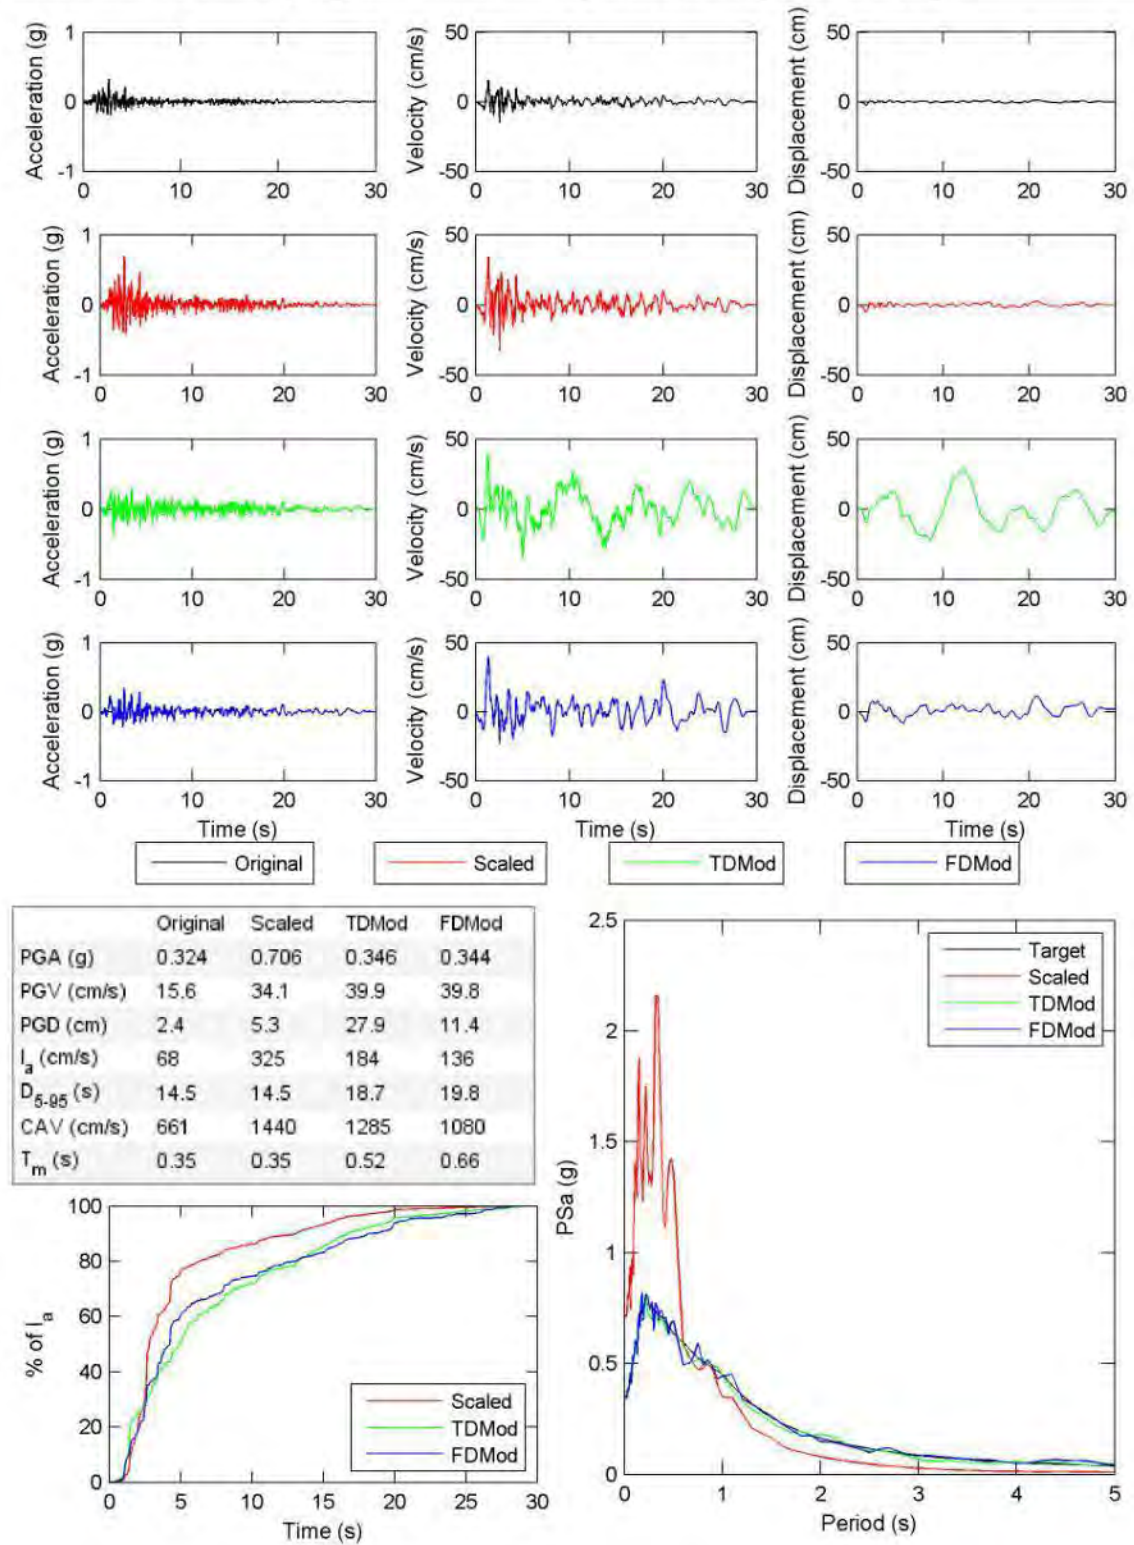 Acceleration (g)
1
0
-1
0 10 20 30
Velocity (cm/s)
50
0
-50
0 10 20 30
Displacement (cm)
50
0
-50
0 10 20 30
Acceleration (g)
1
0
-1
0 10 20 30
Velocity (cm/s)
50
0
-50
0 10 20 30
Displacement (cm)
50
0
-50
0 10 20 30
Acceleration (g)
1
0
-1
0 10 20 30
Velocity (cm/s)
50
0
-50
0 10 20 30
Displacement (cm)
50
0
-50
0 10 20 30
Acceleration (g)
1
0
-1
0 10 20 30
Time (s)
Velocity (cm/s)
50
0
-50
0 10 20 30
Time (s)
Displacement (cm)
50
0
-50
0 10 20 30
Time (s)
Original
Scaled
TDMod
FDMod
Original Scaled TDMod FDMod
PGA (g) 0.324 0.706 0.346 0.344
PGV (cm/s) 15.6 34.1 39.9 39.8
PGD (cm) 2.4 5.3 27.9 11.4
Ia (cm/s) 68 325 184 136
D5-95 (s) 14.5 14.5 18.7 19.8
CAV (cm/s) 661 1440 1285 1080
Tm (s) 0.35 0.35 0.52 0.66
% of Ia
100
80
60
40
20
0
0 5 10 15 20 25 30
Time (s)
Scaled
TDMod
FDMod
PSa (g)
2.5
2
1.5
1
0.5
0
0 1 2 3 4 5
Period (s)
Target
Scaled
TDMod
FDMod